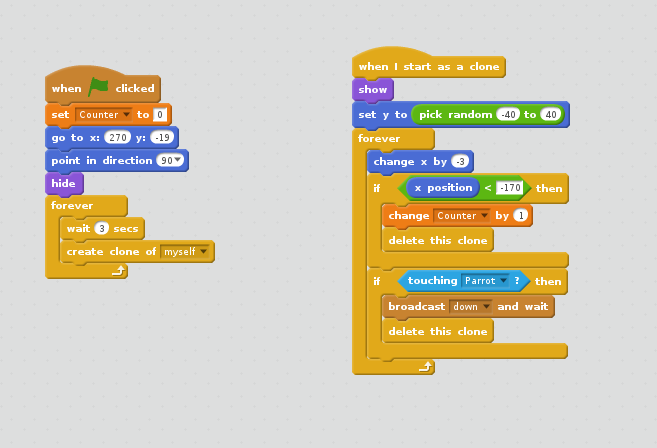 when clicked
set Counter to 0
go to x: 270 y: -19
point in direction 90
hide
forever
wait 3 secs
create clone of myself
when I start as a clone
show
set y to pick random -40 to 40
forever
change x by -3
if x position < -170 then
change Counter by 1
delete this clone
if touching Parrot ? then
broadcast down and wait
delete this clone